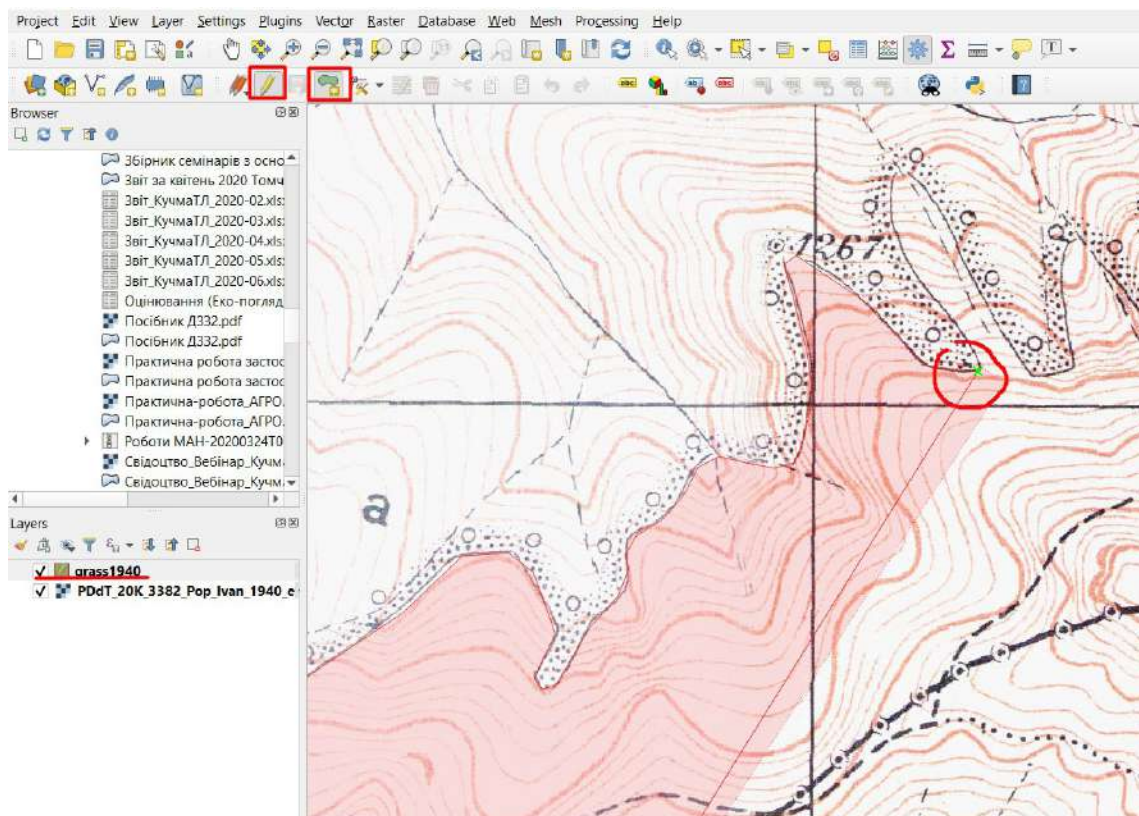 Project Edit View Layer Settings Plugins Vector Raster Database Web Mesh Processing Help
Browser
Збірник семінарів з осно
Звіт за квітень 2020 Томч
Звіт_КучмаТЛ_2020-02.xls:
Звіт_КучмаТЛ_2020-03.xls:
Звіт_КучмаТЛ_2020-04.xls:
Звіт_КучмаТЛ_2020-05.xls:
Звіт_КучмаТЛ_2020-06.xls:
Оцінювання (Еко-погляд
Посібник ДЗЗ2.pdf
Посібник ДЗЗ2.pdf
Практична робота застос
Практична робота застос
Практична-робота_АГРО.
Практична-робота_АГРО.
Роботи МАН-20200324T0
Свідоцтво_Вебінар_Кучм
Свідоцтво_Вебінар_Кучм
Layers
grass1940
PDdT_20K_3382_Pop_Ivan_1940_e
1267
a